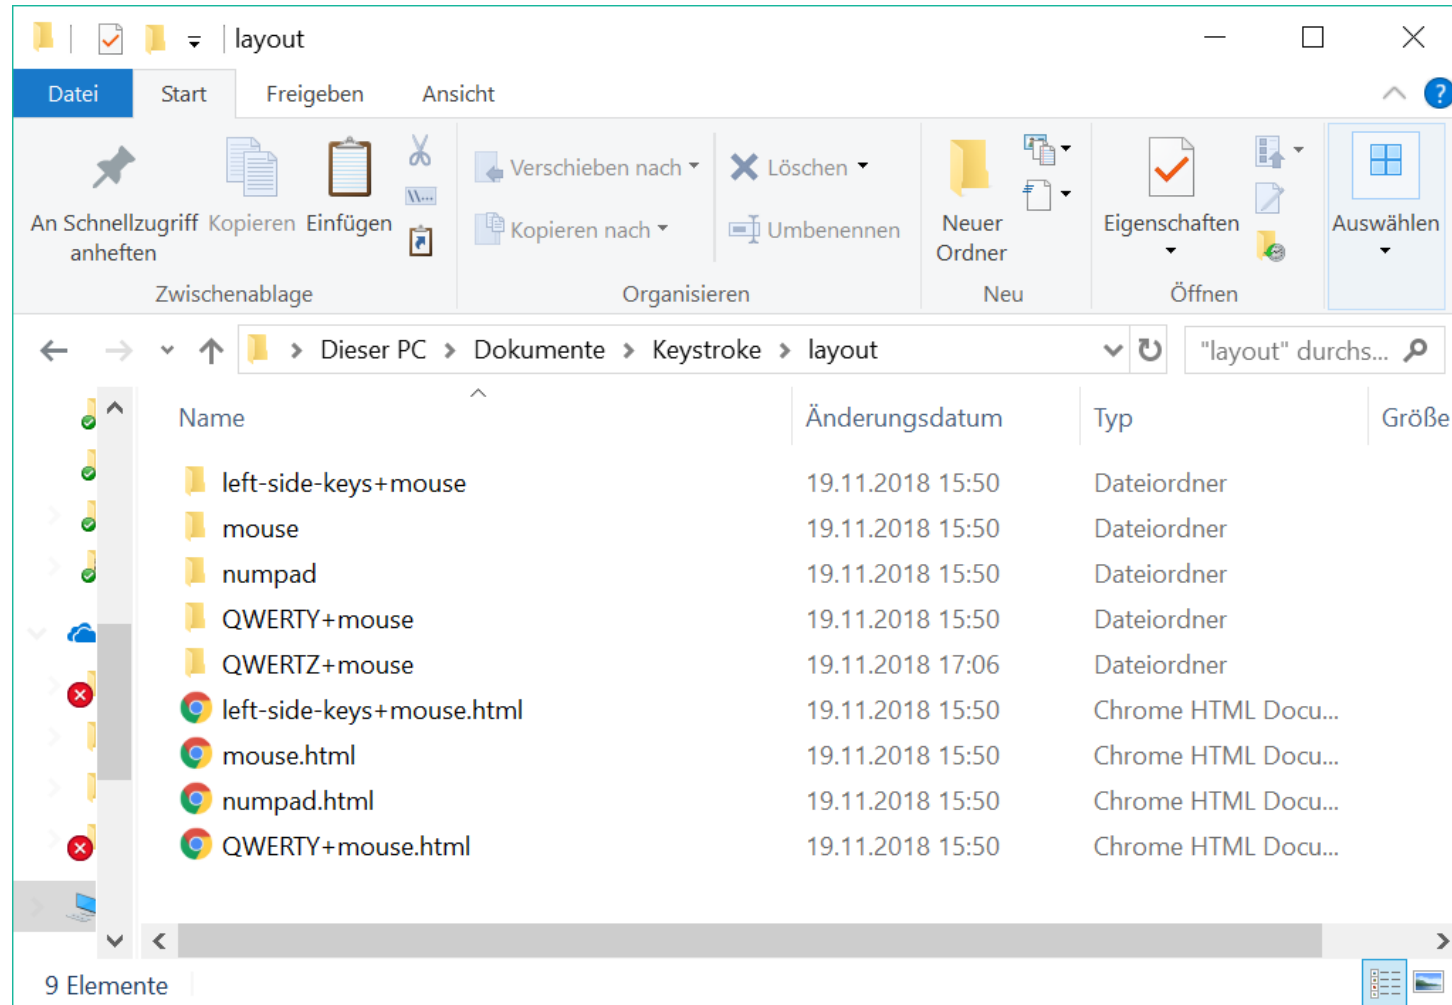 layout
Datei Start Freigeben Ansicht ?
An Schnellzugriff anheften
Kopieren
Einfügen
Verschieben nach
Kopieren nach
Löschen
Umbenennen
Neuer Ordner
Eigenschaften
Auswählen
Zwischenablage Organisieren Neu Öffnen
Dieser PC > Dokumente > Keystroke > layout "layout" durchs...
Name Änderungsdatum Typ Größe
left-side-keys+mouse 19.11.2018 15:50 Dateiordner
mouse 19.11.2018 15:50 Dateiordner
numpad 19.11.2018 15:50 Dateiordner
QWERTY+mouse 19.11.2018 15:50 Dateiordner
QWERTZ+mouse 19.11.2018 17:06 Dateiordner
left-side-keys+mouse.html 19.11.2018 15:50 Chrome HTML Docu...
mouse.html 19.11.2018 15:50 Chrome HTML Docu...
numpad.html 19.11.2018 15:50 Chrome HTML Docu...
QWERTY+mouse.html 19.11.2018 15:50 Chrome HTML Docu...
9 Elemente